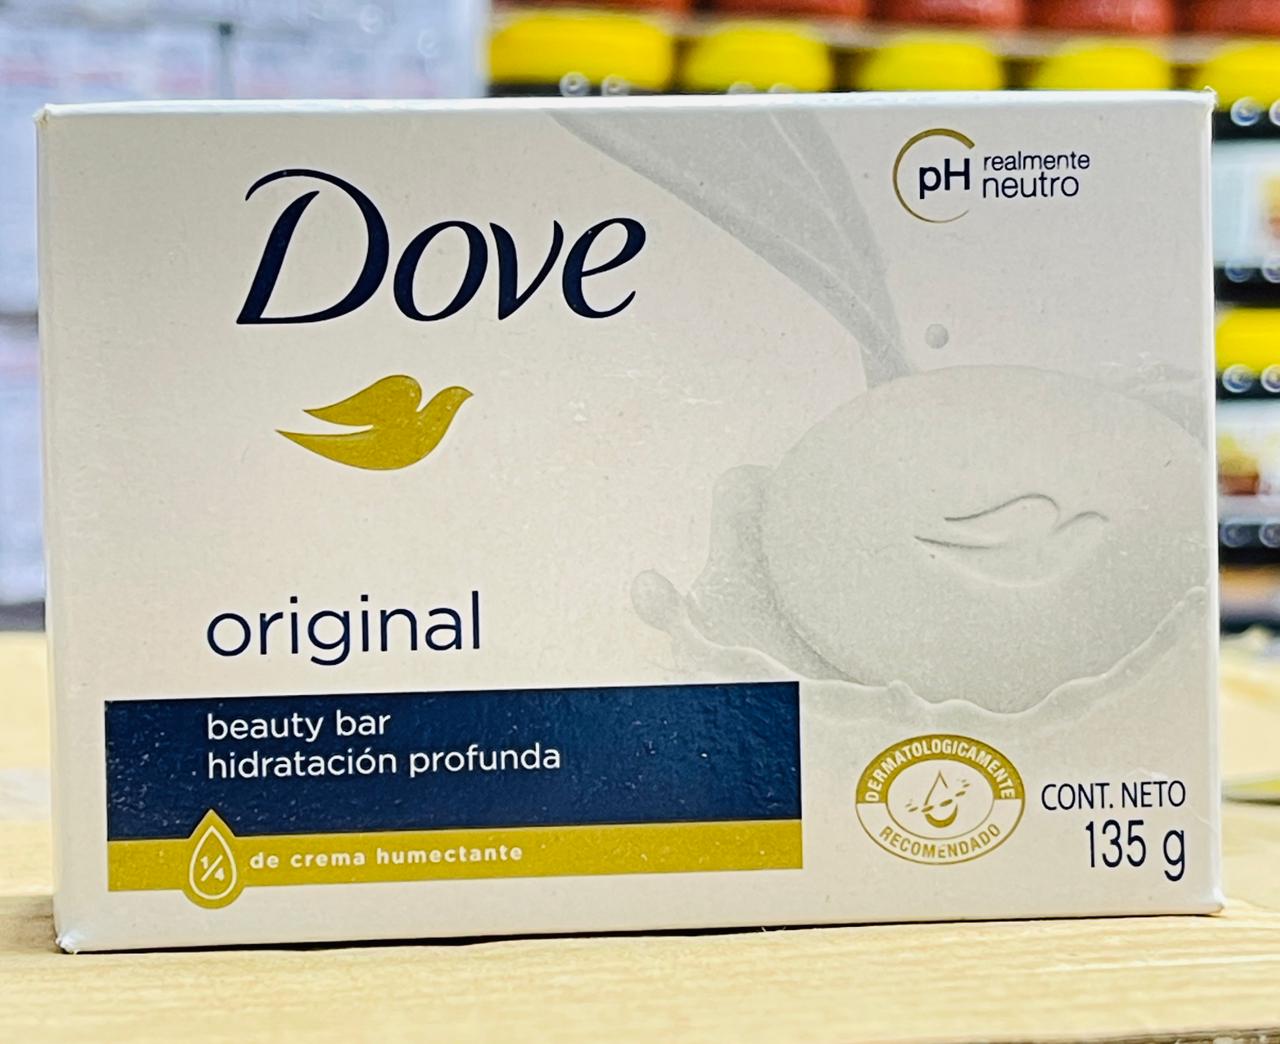 Dove
pH realmente
neutro
original
beauty bar
hidratación profunda
1/4 de crema humectante
DERMATOLOGICAMENTE
RECOMENDADO
CONT. NETO
135 g